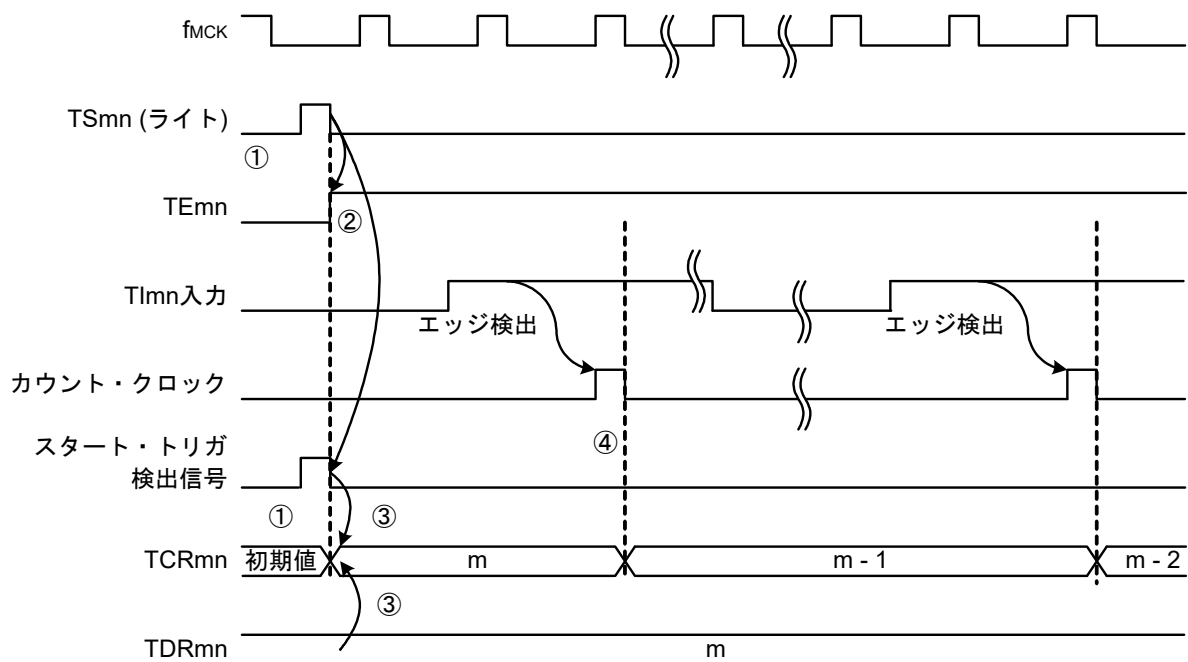 fMCK
TSmn (ライト)
①
TEmn
②
TImn入力
エッジ検出
エッジ検出
カウント・クロック
④
スタート・トリガ
検出信号
①
③
TCRmn
初期値
m
m - 1
m - 2
③
TDRmn
m